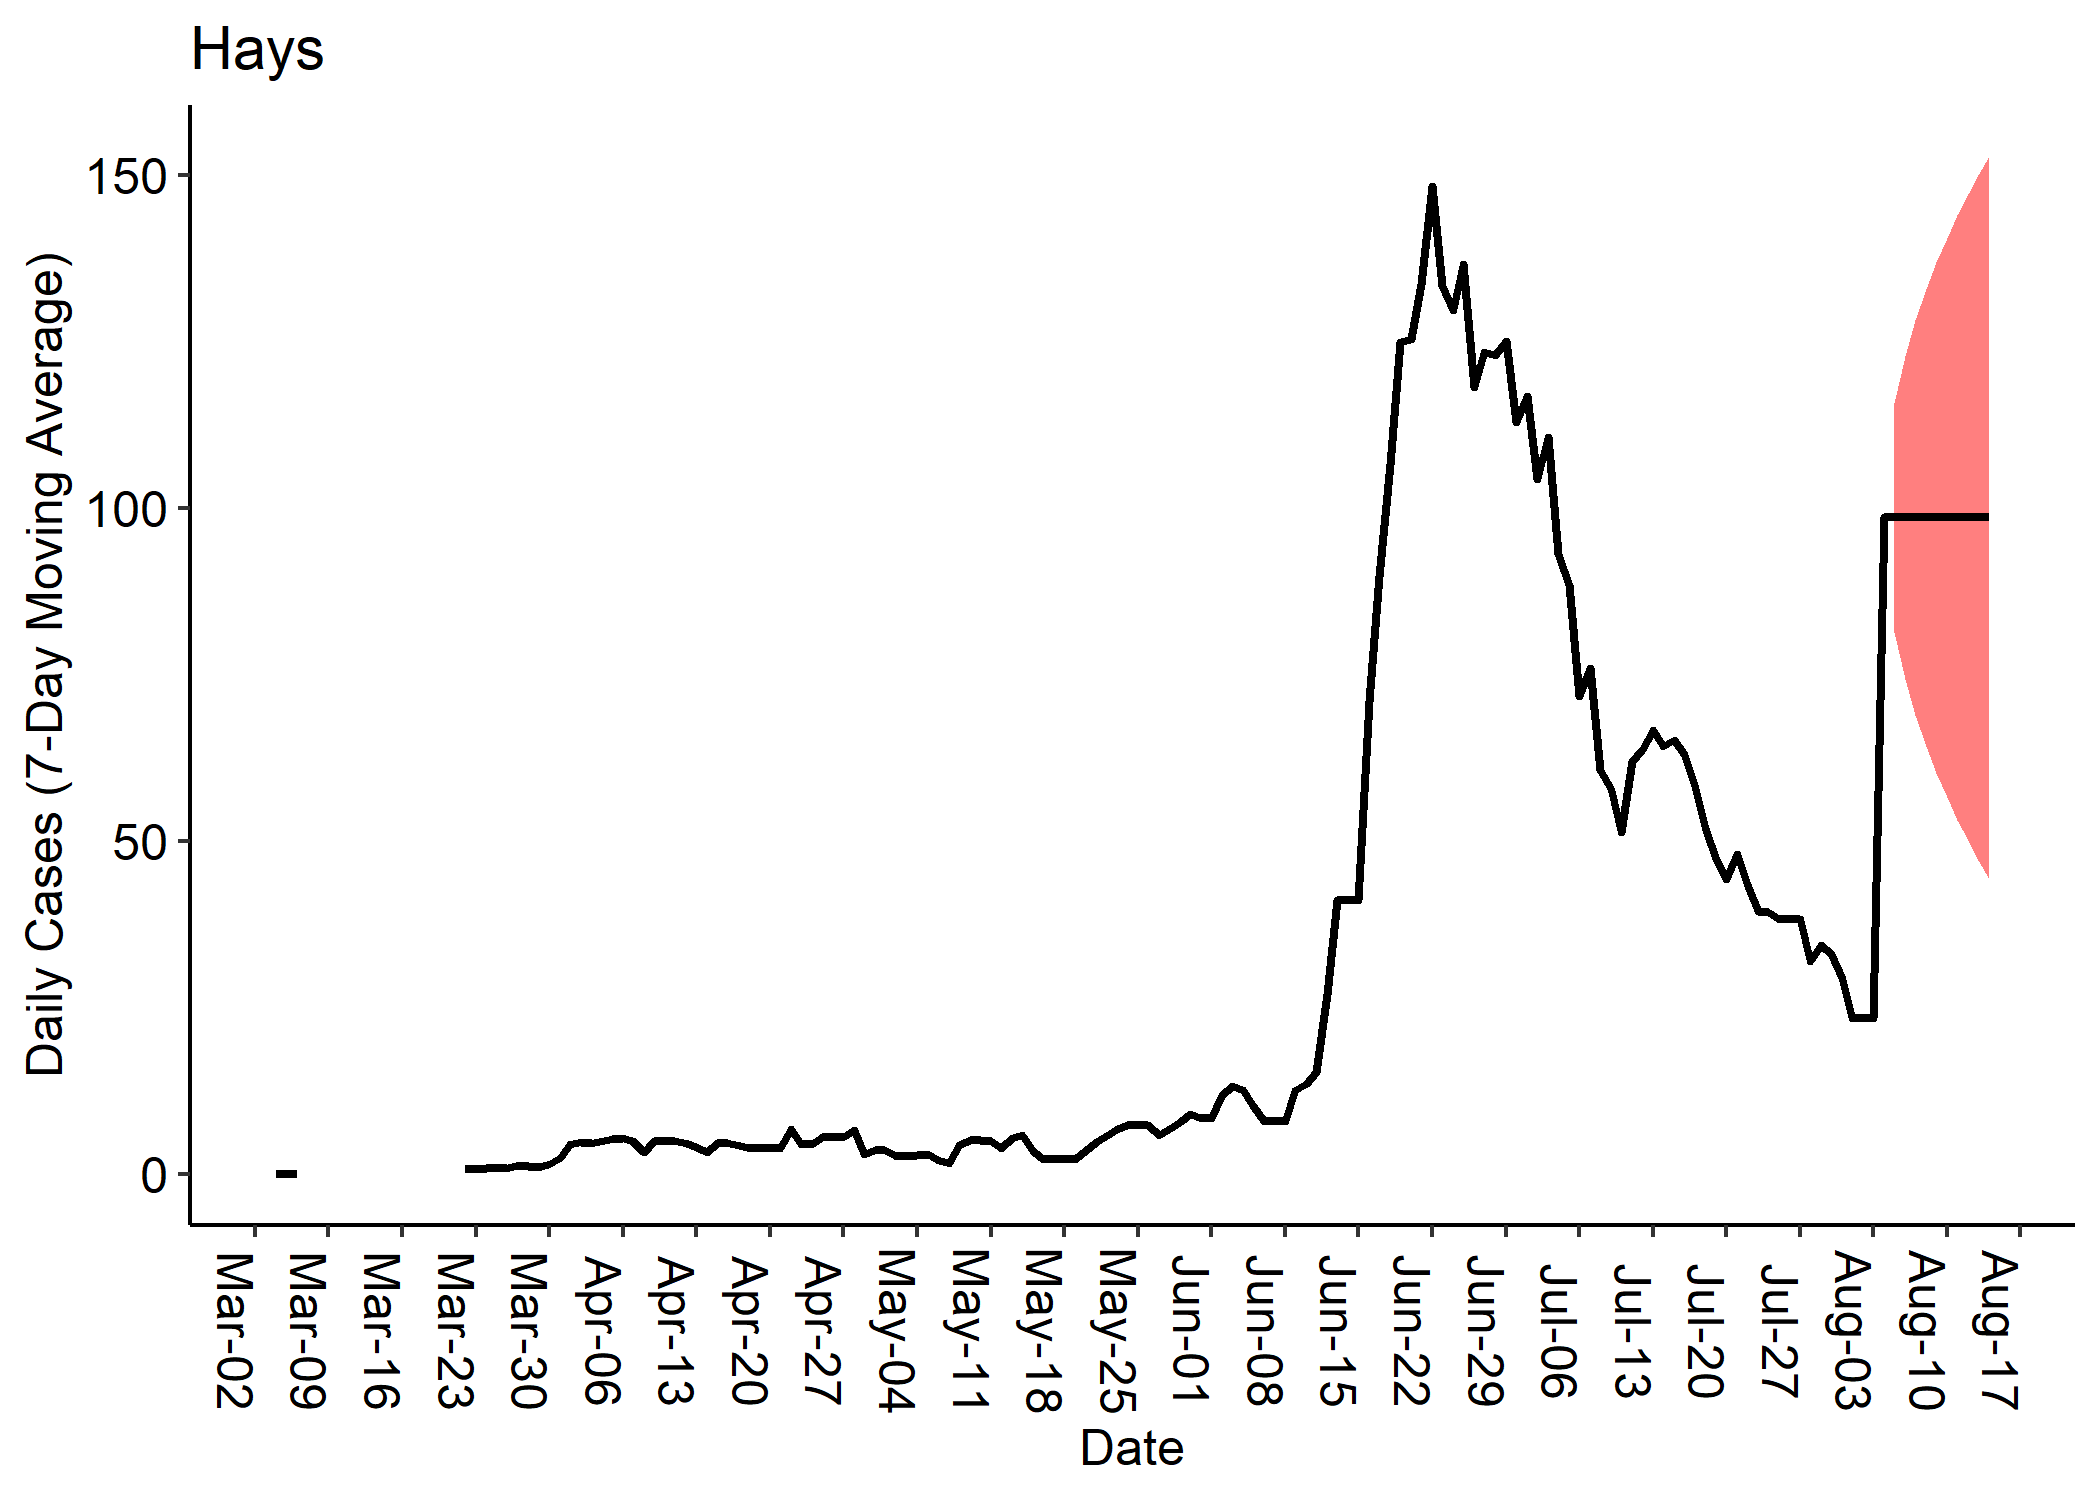 Hays
Daily Cases (7-Day Moving Average)
150
100
50
0
Mar-02
Mar-09
Mar-16
Mar-23
Mar-30
Apr-06
Apr-13
Apr-20
Apr-27
May-04
May-11
May-18
May-25
Jun-01
Jun-08
Jun-15
Jun-22
Jun-29
Jul-06
Jul-13
Jul-20
Jul-27
Aug-03
Aug-10
Aug-17
Date